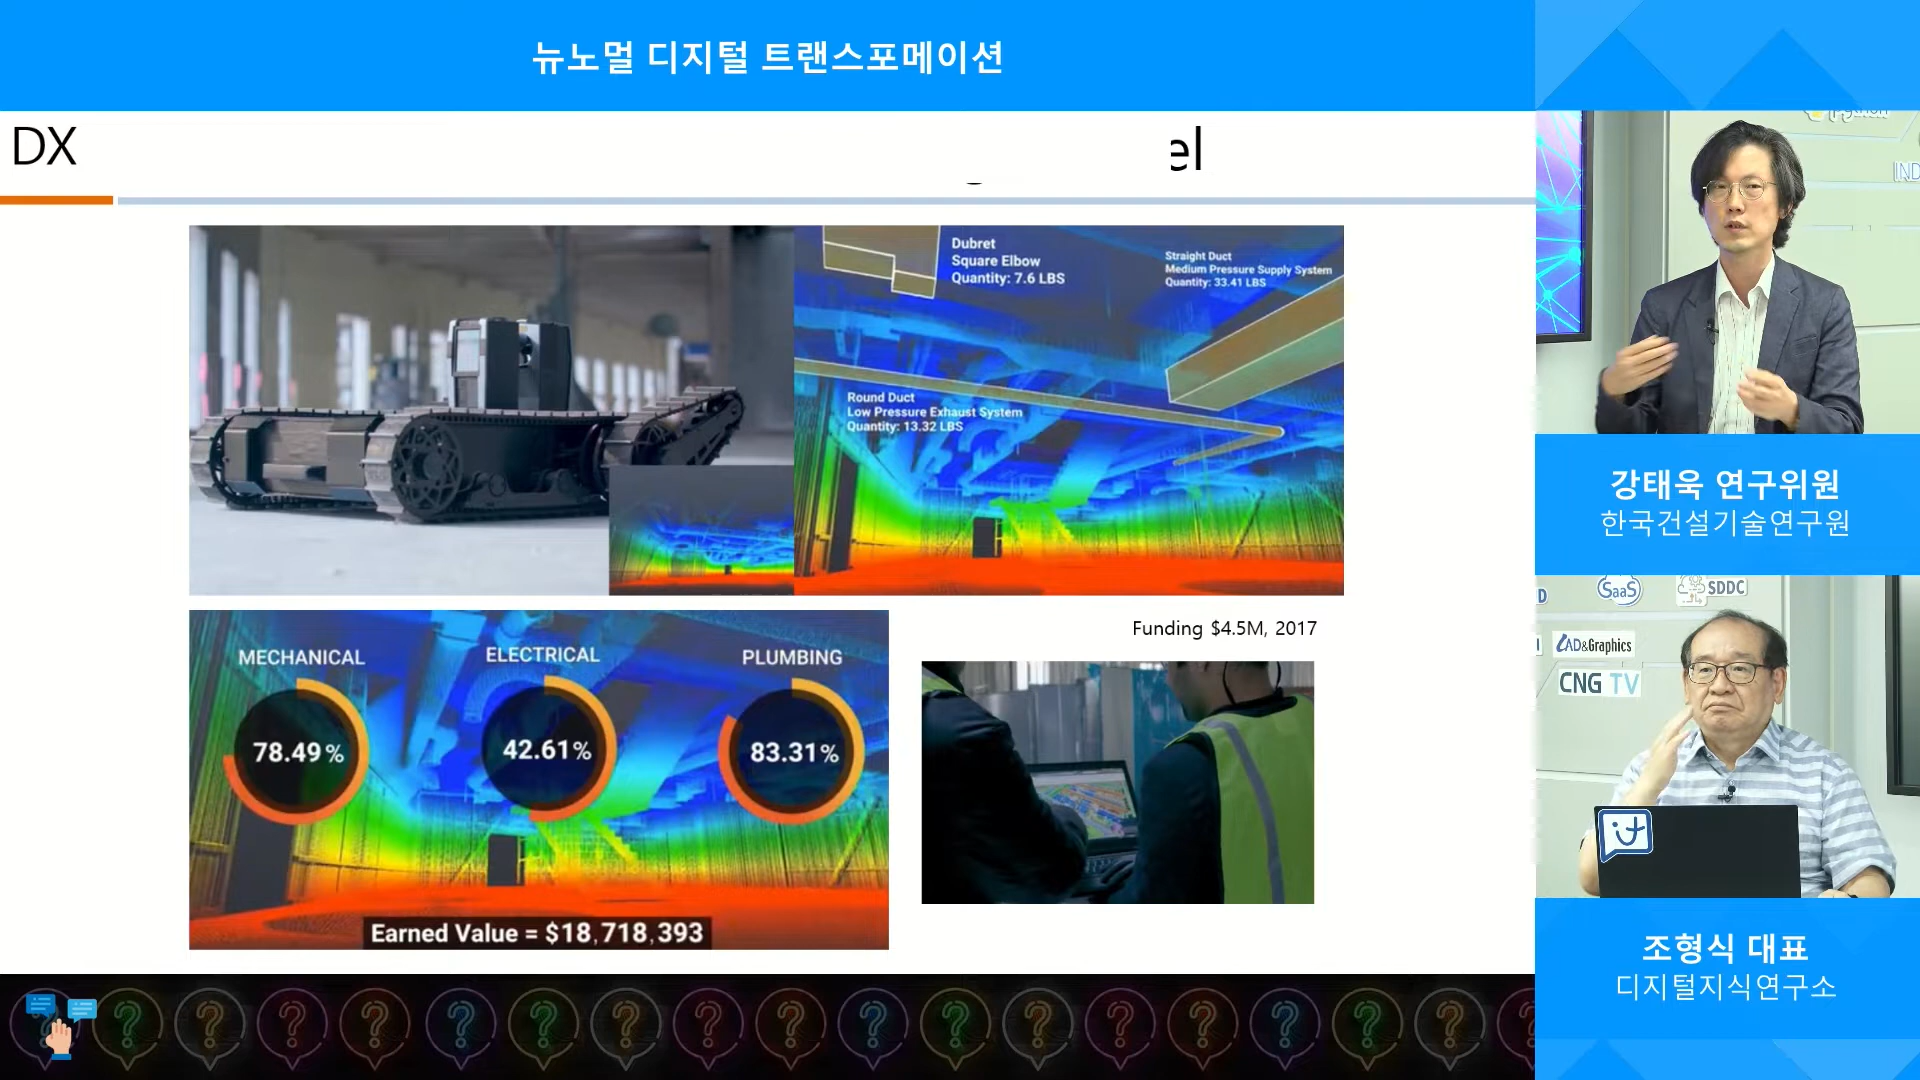 뉴노멀 디지털 트랜스포메이션
DX
el
Dubret
Square Elbow
Quantity: 7.6 LBS
Straight Duct
Medium Pressure Supply System
Quantity: 33.41 LBS
Round Duct
Low Pressure Exhaust System
Quantity: 13.32 LBS
MECHANICAL
ELECTRICAL
PLUMBING
78.49%
42.61%
83.31%
Earned Value = $18,718,393
Funding $4.5M, 2017
python
IND
강태욱 연구위원
한국건설기술연구원
SaaS
SDDC
CAD&Graphics
CNG TV
it
조형식 대표
디지털지식연구소